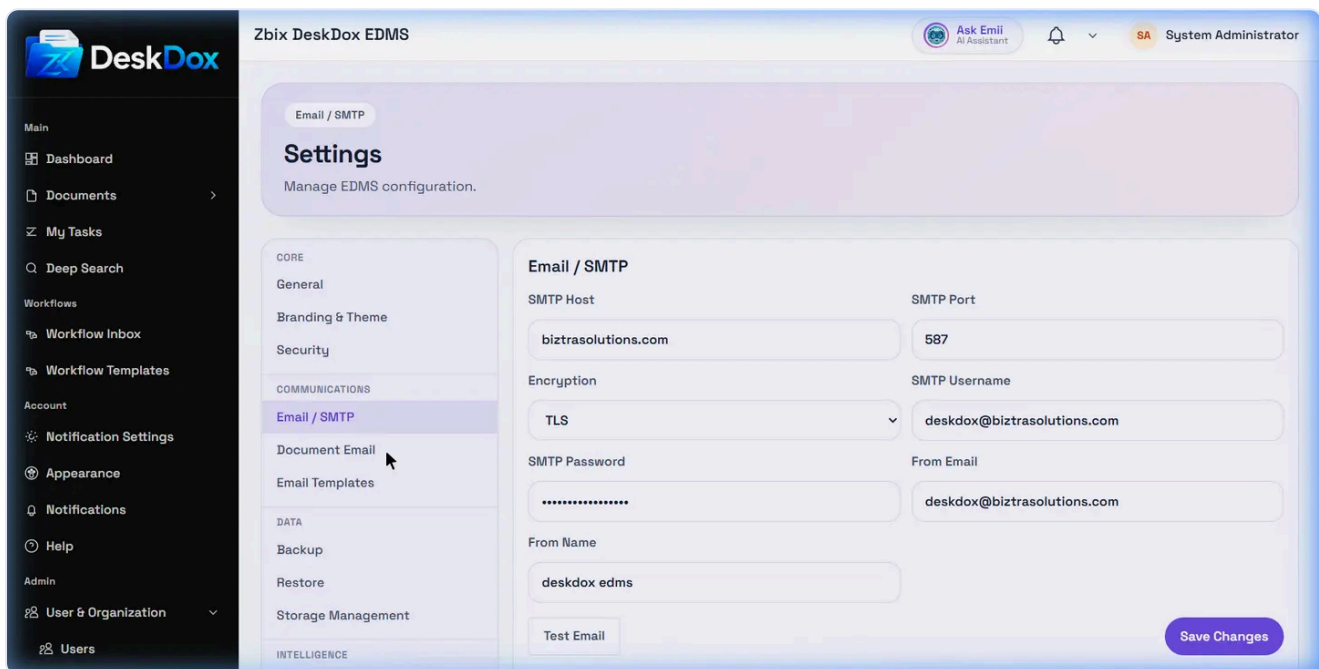 DeskDox
Main
Dashboard
Documents
My Tasks
Deep Search
Workflows
Workflow Inbox
Workflow Templates
Account
Notification Settings
Appearance
Notifications
Help
Admin
User & Organization
Users
Zbix DeskDox EDMS
Ask Emii
AI Assistant
SA
System Administrator
Email / SMTP
Settings
Manage EDMS configuration.
CORE
General
Branding & Theme
Security
COMMUNICATIONS
Email / SMTP
Document Email
Email Templates
DATA
Backup
Restore
Storage Management
INTELLIGENCE
Email / SMTP
SMTP Host
biztrasolutions.com
SMTP Port
587
Encryption
TLS
SMTP Username
deskdox@biztrasolutions.com
SMTP Password
•••••••••••••••••
From Email
deskdox@biztrasolutions.com
From Name
deskdox edms
Test Email
Save Changes